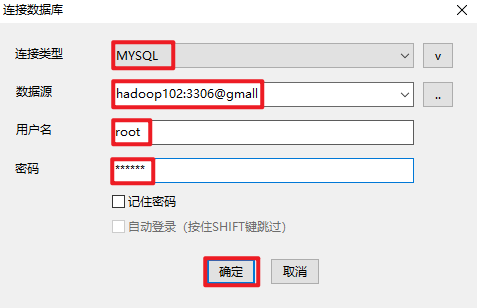 连接数据库
连接类型 MYSQL v
数据源 hadoop102:3306@gmall ..
用户名 root
密码 ******
记住密码
自动登录（按住SHIFT键跳过）
确定 取消